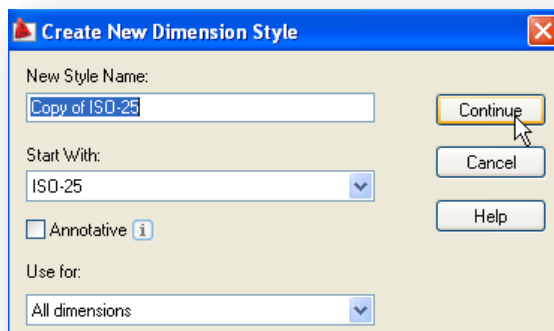 Create New Dimension Style
New Style Name:
Copy of ISO-25
Continue
Start With:
Cancel
ISO-25
Help
Annotative
Use for:
All dimensions